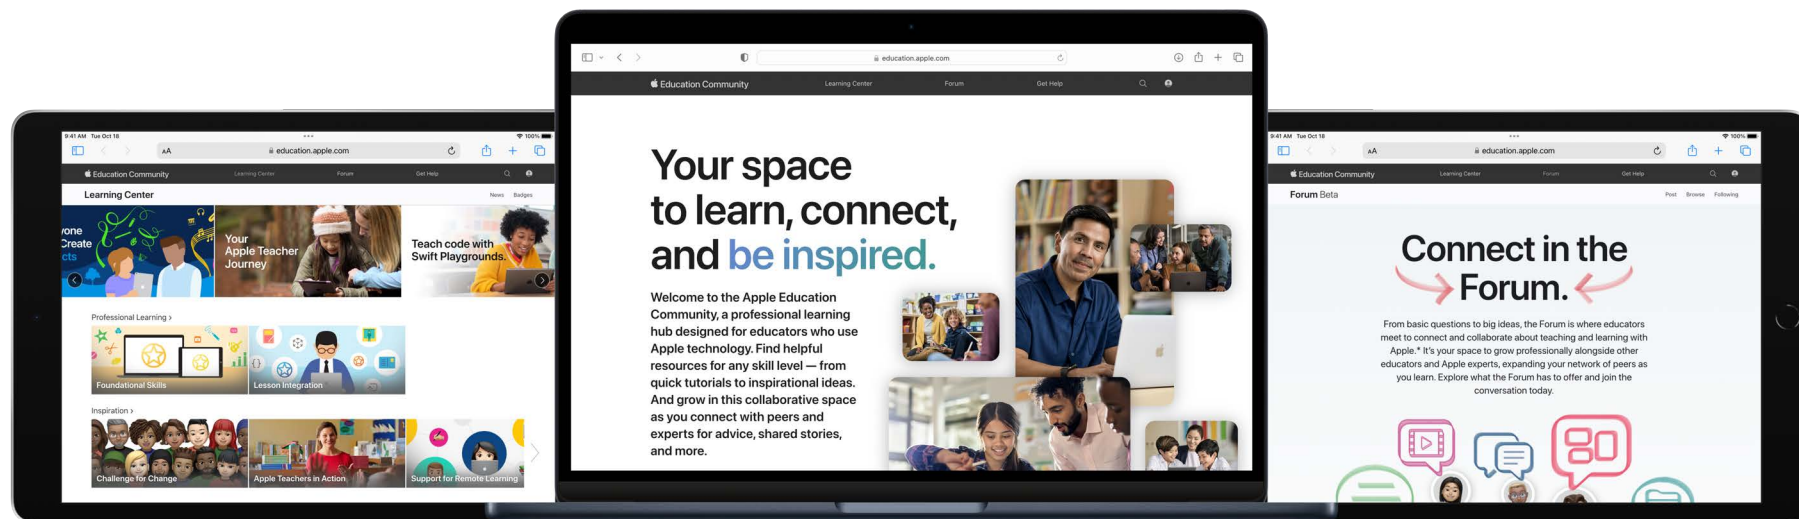 9:41 AM Tue Oct 18
100%
AA
education.apple.com
Education Community
Learning Center
Forum
Get Help
Learning Center
News
Badges
yone
Create
cts
Your
Apple Teacher
Journey
Teach code with
Swift Playgrounds.
Professional Learning >
Foundational Skills
Lesson Integration
Inspiration >
Challenge for Change
Apple Teachers in Action
Support for Remote Learning
education.apple.com
Education Community
Learning Center
Forum
Get Help
Your space
to learn, connect,
and be inspired.
Welcome to the Apple Education
Community, a professional learning
hub designed for educators who use
Apple technology. Find helpful
resources for any skill level — from
quick tutorials to inspirational ideas.
And grow in this collaborative space
as you connect with peers and
experts for advice, shared stories,
and more.
9:41 AM Tue Oct 18
100%
AA
education.apple.com
Education Community
Learning Center
Forum
Get Help
Forum Beta
Post
Browse
Following
Connect in the
Forum.
From basic questions to big ideas, the Forum is where educators
meet to connect and collaborate about teaching and learning with
Apple.* It's your space to grow professionally alongside other
educators and Apple experts, expanding your network of peers as
you learn. Explore what the Forum has to offer and join the
conversation today.